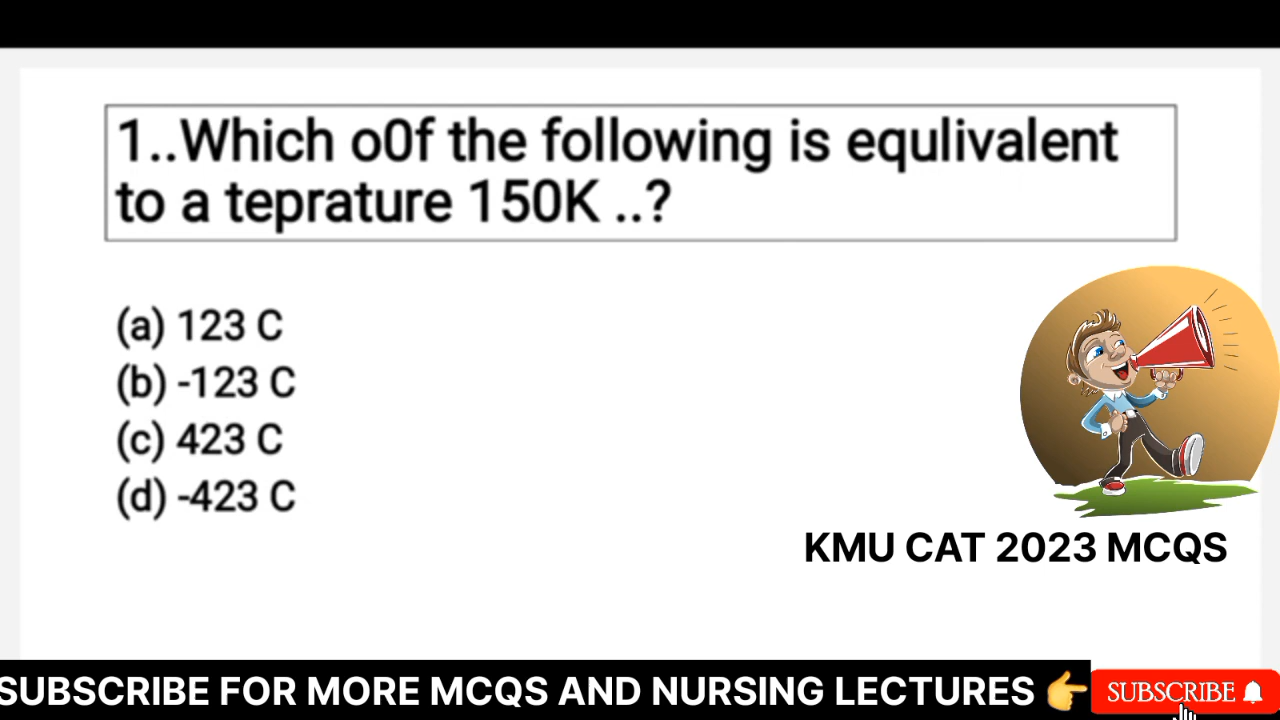 1..Which o0f the following is equlivalent
to a teprature 150K ..?
(a) 123 C
(b) -123 C
(c) 423 C
(d) -423 C
KMU CAT 2023 MCQS
SUBSCRIBE FOR MORE MCQS AND NURSING LECTURES 👉 SUBSCRIBE